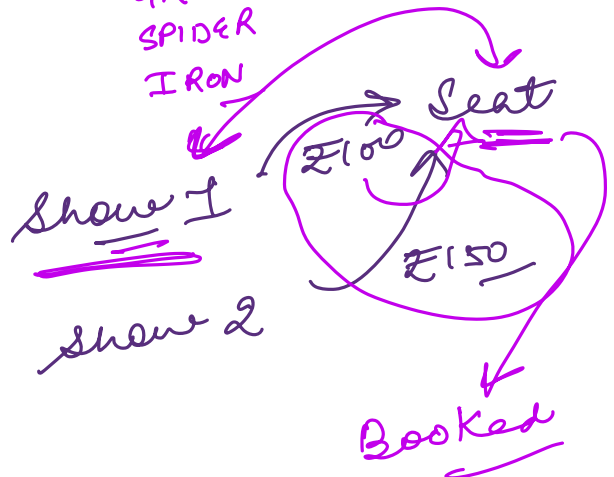 SPIDER
IRON
Seat
₹100
Show 1
₹150
Show 2
Booked